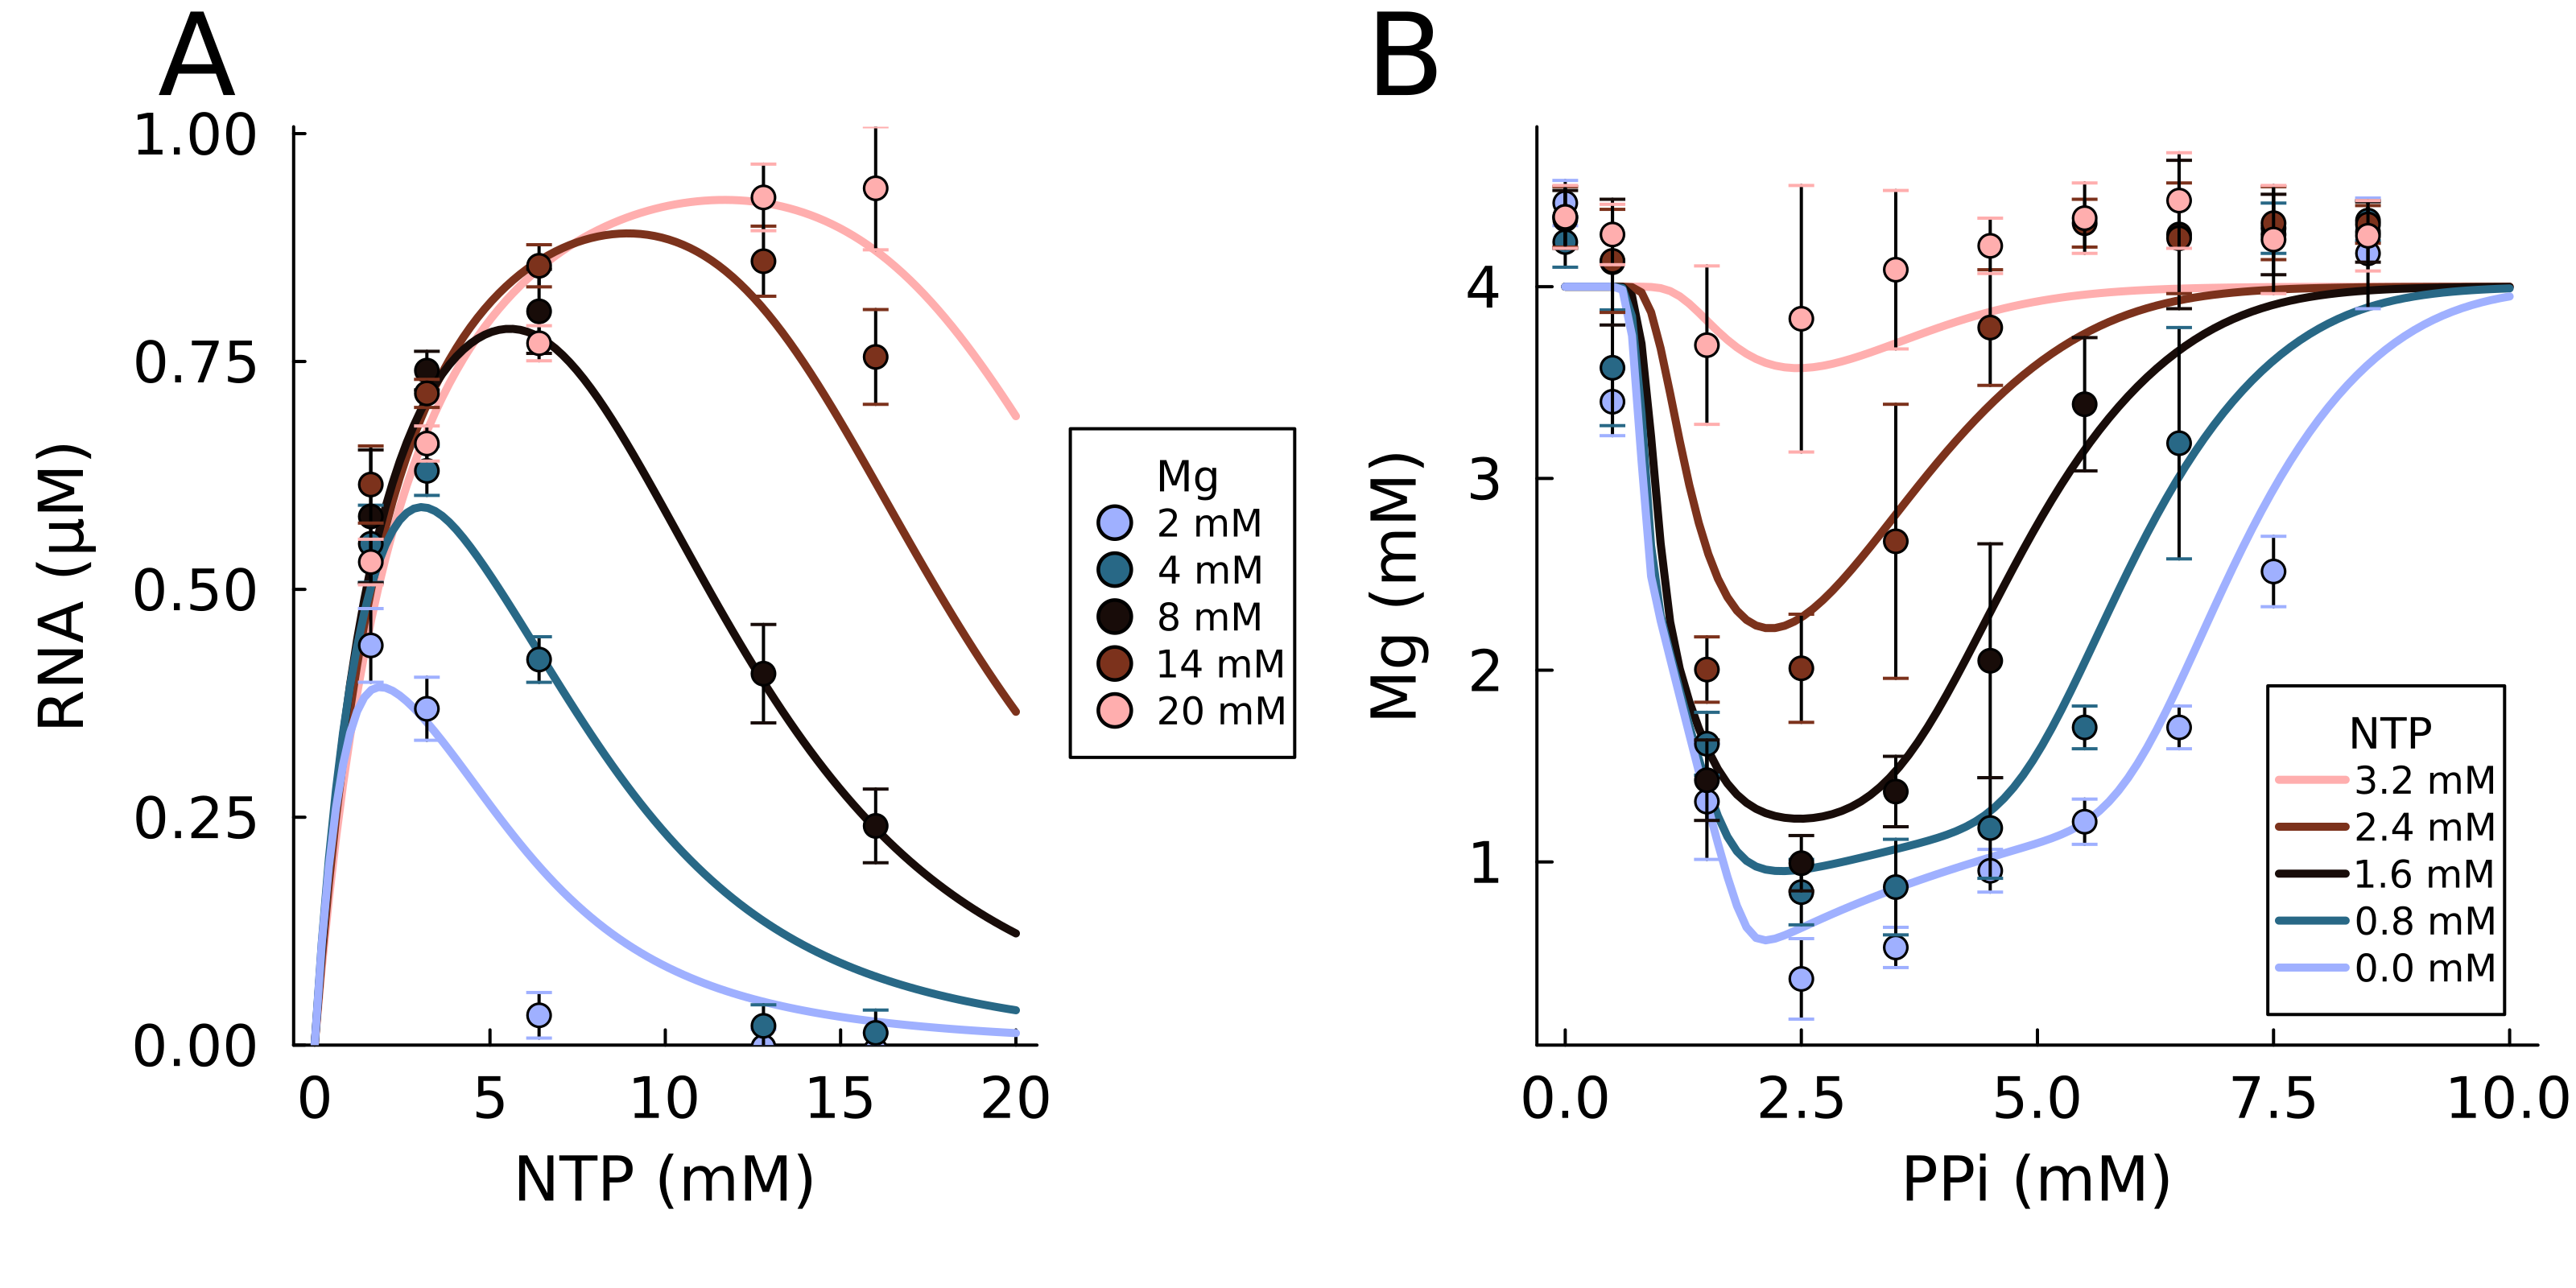 A
1.00
0.75
0.50
0.25
0.00
0 5 10 15 20
RNA (μM)
NTP (mM)
Mg
2 mM
4 mM
8 mM
14 mM
20 mM
B
4
3
2
1
0.0 2.5 5.0 7.5 10.0
Mg (mM)
PPi (mM)
NTP
3.2 mM
2.4 mM
1.6 mM
0.8 mM
0.0 mM